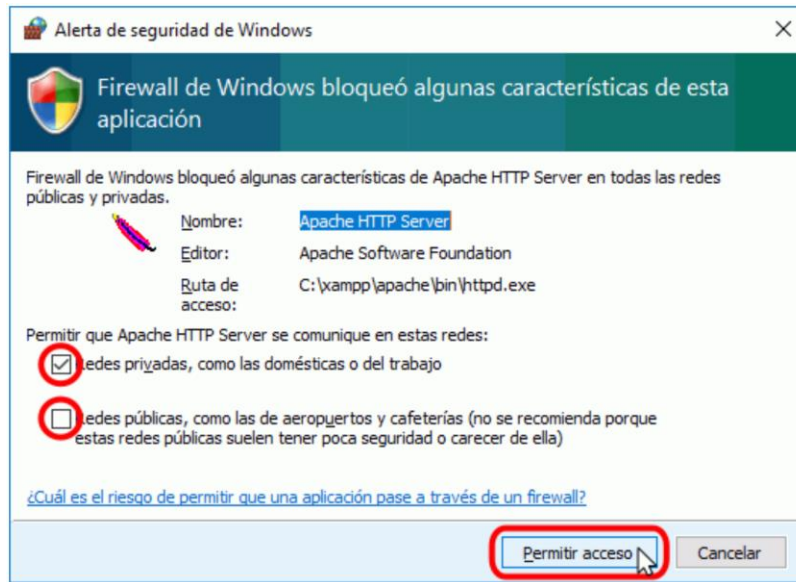 Alerta de seguridad de Windows
Firewall de Windows bloqueó algunas características de esta
aplicación
Firewall de Windows bloqueó algunas características de Apache HTTP Server en todas las redes
públicas y privadas.
Nombre: Apache HTTP Server
Editor: Apache Software Foundation
Ruta de acceso: C:\xampp\apache\bin\httpd.exe
Permitir que Apache HTTP Server se comunique en estas redes:
Redes privadas, como las domésticas o del trabajo
Redes públicas, como las de aeropuertos y cafeterías (no se recomienda porque
estas redes públicas suelen tener poca seguridad o carecer de ella)
¿Cuál es el riesgo de permitir que una aplicación pase a través de un firewall?
Permitir acceso Cancelar